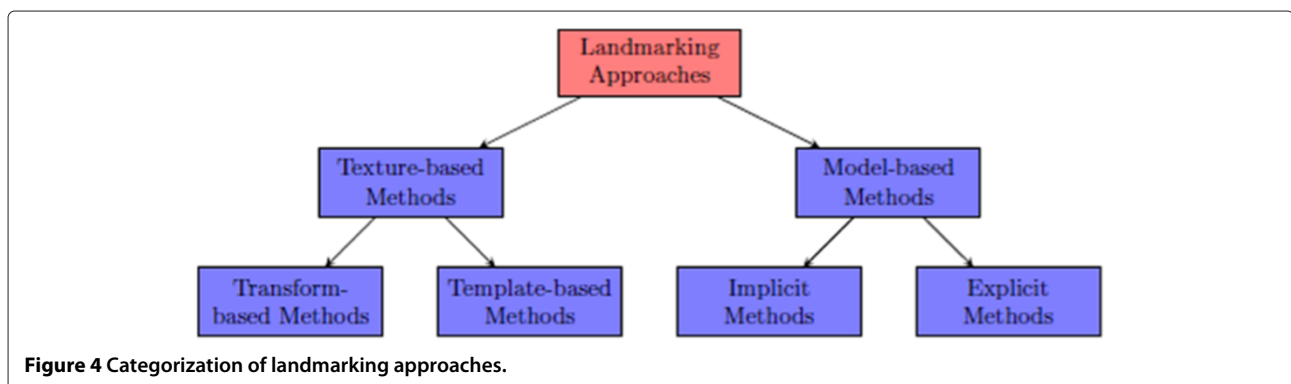 Landmarking
Approaches
Texture-based
Methods
Model-based
Methods
Transform-
based Methods
Template-based
Methods
Implicit
Methods
Explicit
Methods
Figure 4 Categorization of landmarking approaches.